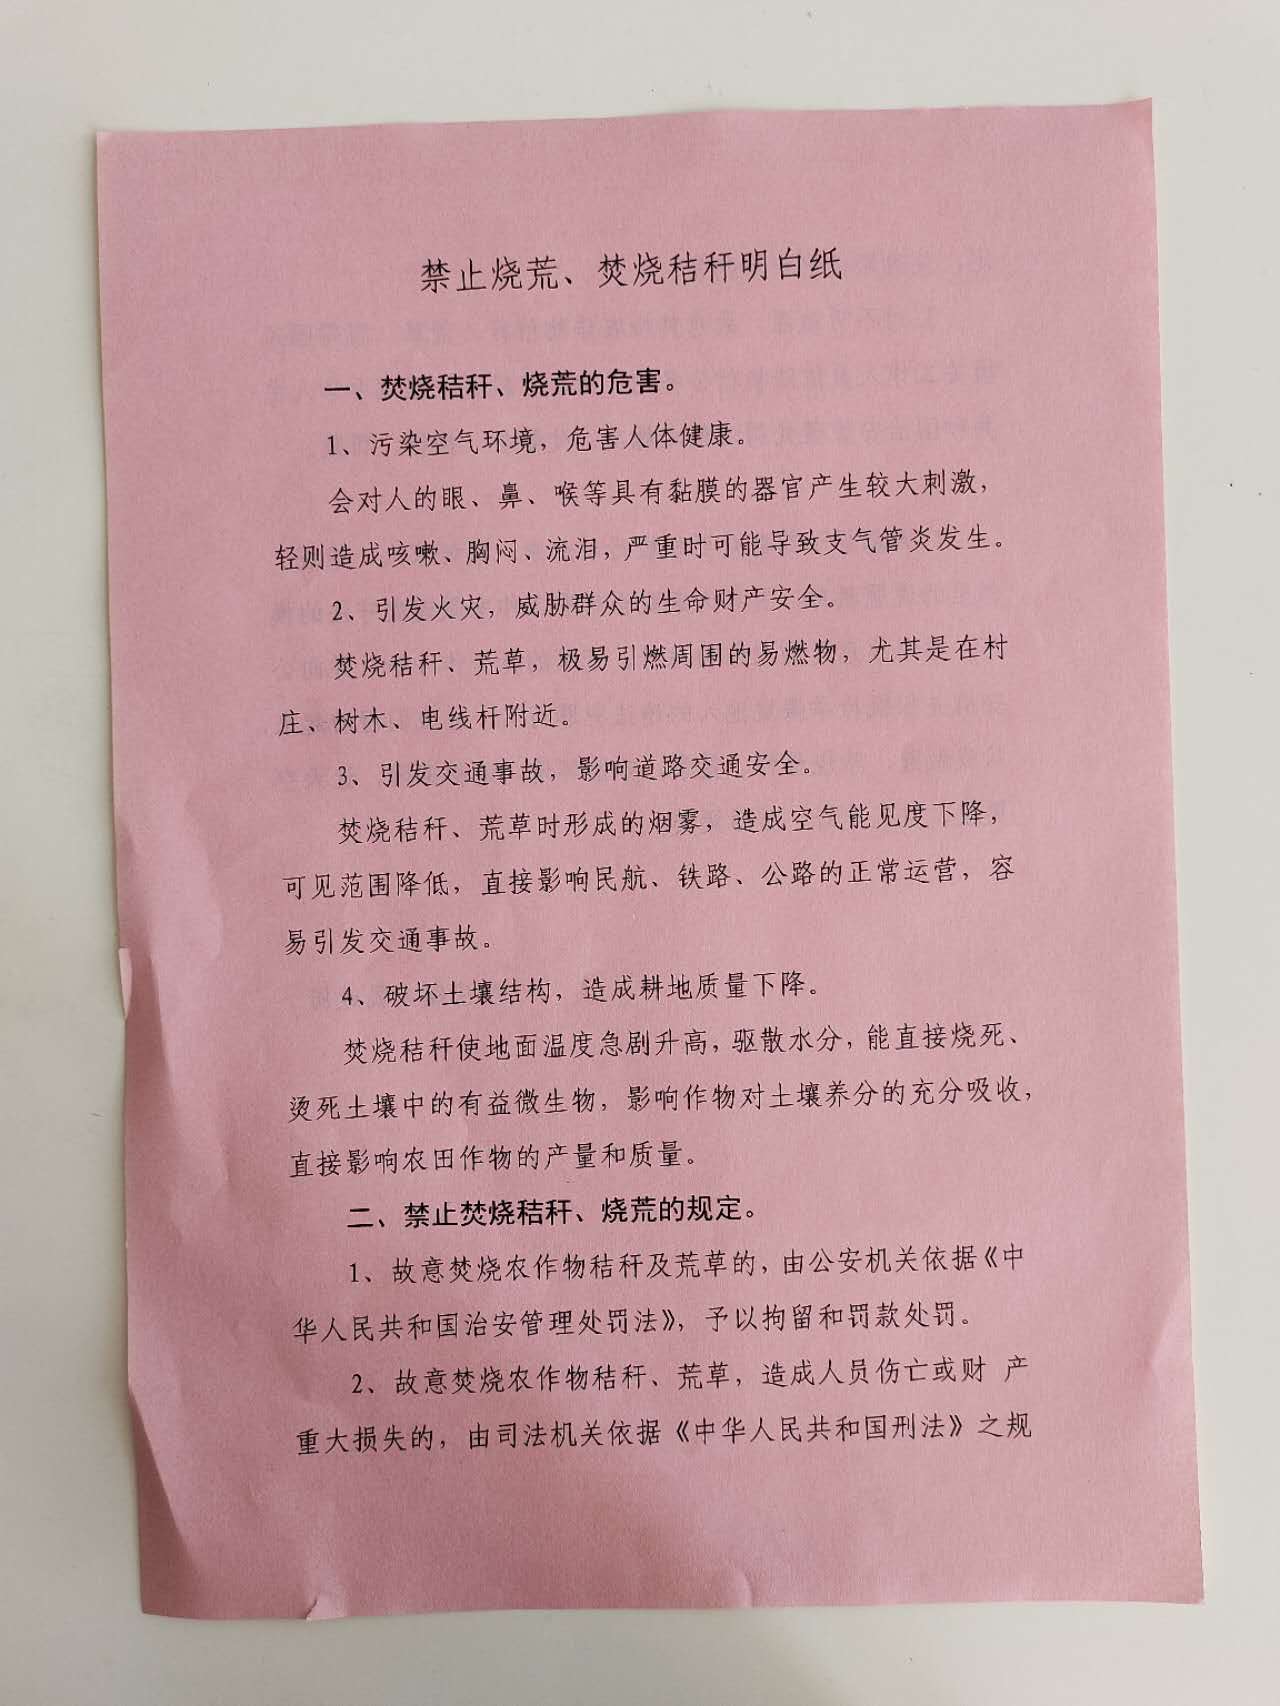 禁止烧荒、焚烧秸秆明白纸
一、焚烧秸秆、烧荒的危害。
1、污染空气环境，危害人体健康。
会对人的眼、鼻、喉等具有黏膜的器官产生较大刺激，
轻则造成咳嗽、胸闷、流泪，严重时可能导致支气管炎发生。
2、引发火灾，威胁群众的生命财产安全。
焚烧秸秆、荒草，极易引燃周围的易燃物，尤其是在村
庄、树木、电线杆附近。
3、引发交通事故，影响道路交通安全。
焚烧秸秆、荒草时形成的烟雾，造成空气能见度下降，
可见范围降低，直接影响民航、铁路、公路的正常运营，容
易引发交通事故。
4、破坏土壤结构，造成耕地质量下降。
焚烧秸秆使地面温度急剧升高，驱散水分，能直接烧死、
烫死土壤中的有益微生物，影响作物对土壤养分的充分吸收，
直接影响农田作物的产量和质量。
二、禁止焚烧秸秆、烧荒的规定。
1、故意焚烧农作物秸秆及荒草的，由公安机关依据《中
华人民共和国治安管理处罚法》，予以拘留和罚款处罚。
2、故意焚烧农作物秸秆、荒草，造成人员伤亡或财 产
重大损失的，由司法机关依据《中华人民共和国刑法》之规